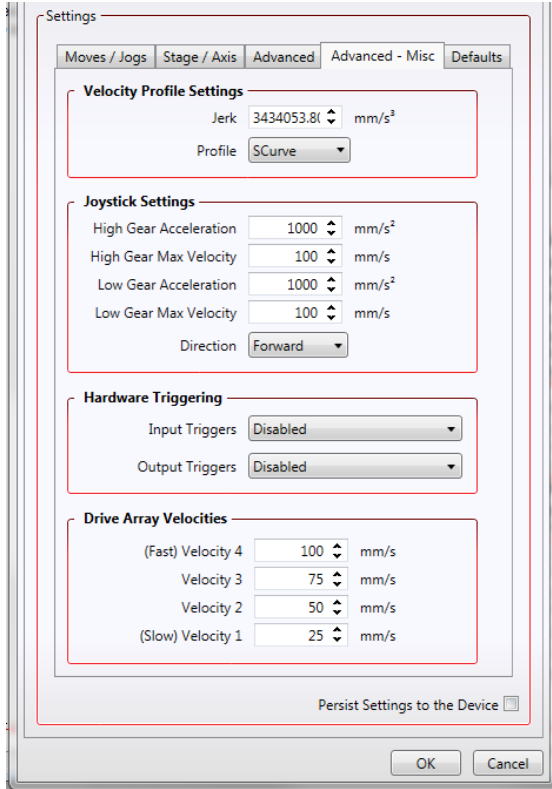 Settings
Moves / Jogs Stage / Axis Advanced Advanced - Misc Defaults
Velocity Profile Settings
Jerk 3434053.8 mm/s³
Profile SCurve
Joystick Settings
High Gear Acceleration 1000 mm/s²
High Gear Max Velocity 100 mm/s
Low Gear Acceleration 1000 mm/s²
Low Gear Max Velocity 100 mm/s
Direction Forward
Hardware Triggering
Input Triggers Disabled
Output Triggers Disabled
Drive Array Velocities
(Fast) Velocity 4 100 mm/s
Velocity 3 75 mm/s
Velocity 2 50 mm/s
(Slow) Velocity 1 25 mm/s
Persist Settings to the Device
OK Cancel